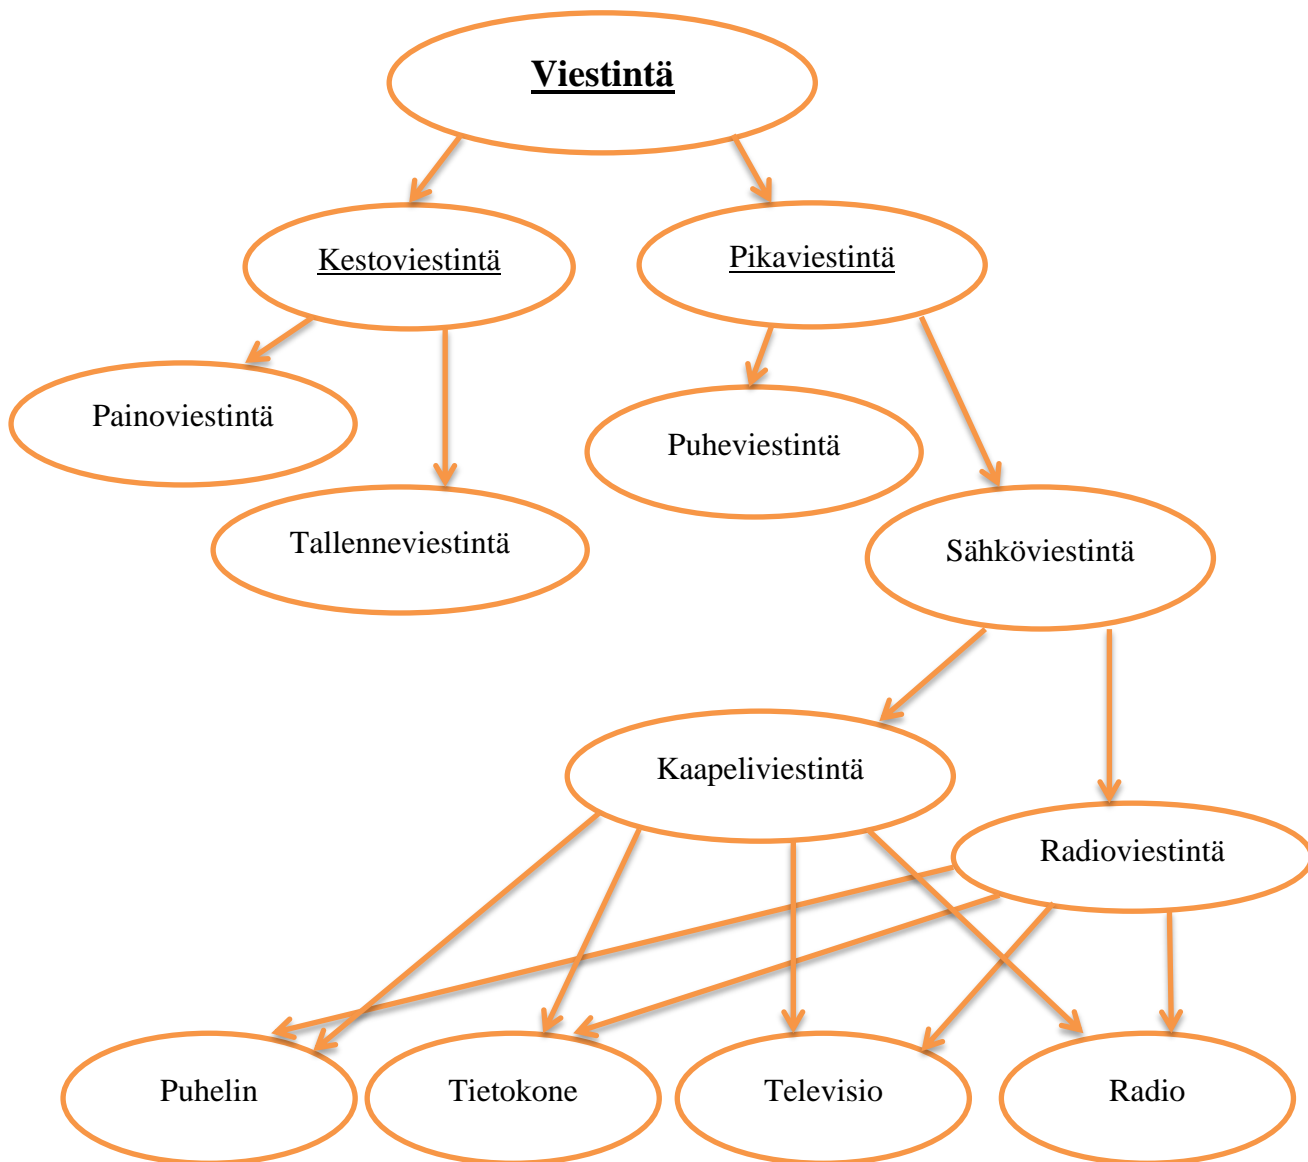 Viestintä
Kestoviestintä
Pikaviestintä
Painoviestintä
Puheviestintä
Tallenneviestintä
Sähköviestintä
Kaapeliviestintä
Radioviestintä
Puhelin
Tietokone
Televisio
Radio